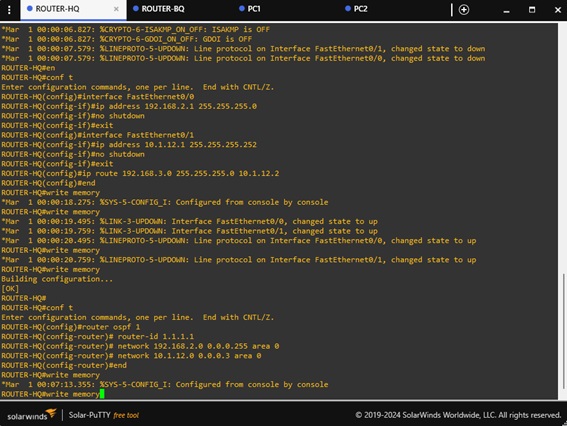 ROUTER-HQ
ROUTER-BQ
PC1
PC2
*Mar  1 00:00:06.827: %CRYPTO-6-ISAKMP_ON_OFF: ISAKMP is OFF
*Mar  1 00:00:06.827: %CRYPTO-6-GDOI_ON_OFF: GDOI is OFF
*Mar  1 00:00:07.579: %LINEPROTO-5-UPDOWN: Line protocol on Interface FastEthernet0/1, changed state to down
*Mar  1 00:00:07.579: %LINEPROTO-5-UPDOWN: Line protocol on Interface FastEthernet0/0, changed state to down
ROUTER-HQ#en
ROUTER-HQ#conf t
Enter configuration commands, one per line.  End with CNTL/Z.
ROUTER-HQ(config)#interface FastEthernet0/0
ROUTER-HQ(config-if)#ip address 192.168.2.1 255.255.255.0
ROUTER-HQ(config-if)#no shutdown
ROUTER-HQ(config-if)#exit
ROUTER-HQ(config)#interface FastEthernet0/1
ROUTER-HQ(config-if)#ip address 10.1.12.1 255.255.255.252
ROUTER-HQ(config-if)#no shutdown
ROUTER-HQ(config-if)#exit
ROUTER-HQ(config)#ip route 192.168.3.0 255.255.255.0 10.1.12.2
ROUTER-HQ(config)#end
ROUTER-HQ#write memory
*Mar  1 00:00:18.275: %SYS-5-CONFIG_I: Configured from console by console
ROUTER-HQ#write memory
*Mar  1 00:00:19.495: %LINK-3-UPDOWN: Interface FastEthernet0/0, changed state to up
*Mar  1 00:00:19.759: %LINK-3-UPDOWN: Interface FastEthernet0/1, changed state to up
*Mar  1 00:00:20.495: %LINEPROTO-5-UPDOWN: Line protocol on Interface FastEthernet0/0, changed state to up
ROUTER-HQ#write memory
*Mar  1 00:00:20.759: %LINEPROTO-5-UPDOWN: Line protocol on Interface FastEthernet0/1, changed state to up
ROUTER-HQ#write memory
Building configuration...
[OK]
ROUTER-HQ#
ROUTER-HQ#conf t
Enter configuration commands, one per line.  End with CNTL/Z.
ROUTER-HQ(config)#router ospf 1
ROUTER-HQ(config-router)# router-id 1.1.1.1
ROUTER-HQ(config-router)# network 192.168.2.0 0.0.0.255 area 0
ROUTER-HQ(config-router)# network 10.1.12.0 0.0.0.3 area 0
ROUTER-HQ(config-router)#end
ROUTER-HQ#write memory
*Mar  1 00:07:13.355: %SYS-5-CONFIG_I: Configured from console by console
ROUTER-HQ#write memory
solarwinds
Solar-PuTTY free tool
© 2019-2024 SolarWinds Worldwide, LLC. All rights reserved.